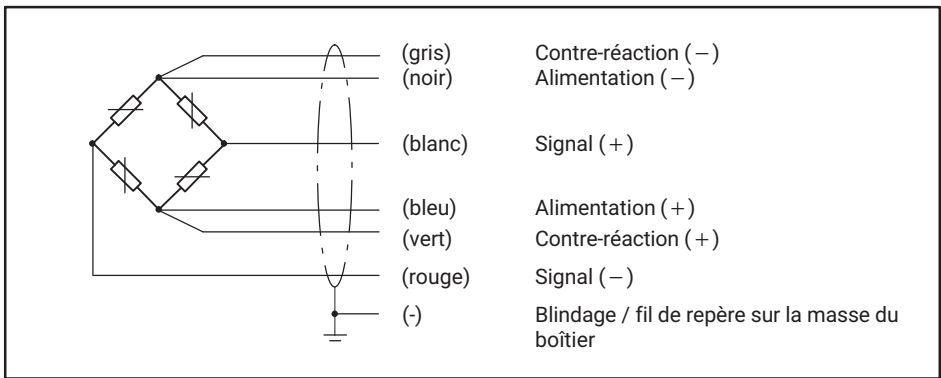 (gris) Contre-réaction (−)
(noir) Alimentation (−)
(blanc) Signal (+)
(bleu) Alimentation (+)
(vert) Contre-réaction (+)
(rouge) Signal (−)
(-) Blindage / fil de repère sur la masse du
boîtier